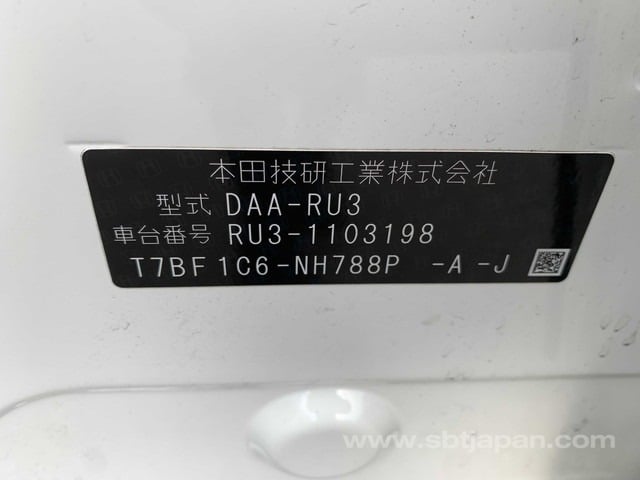 本田技研工業株式会社
型式 DAA-RU3
車台番号 RU3-1103198
T7BF1C6-NH788P -A -J
www.sbtjapan.com